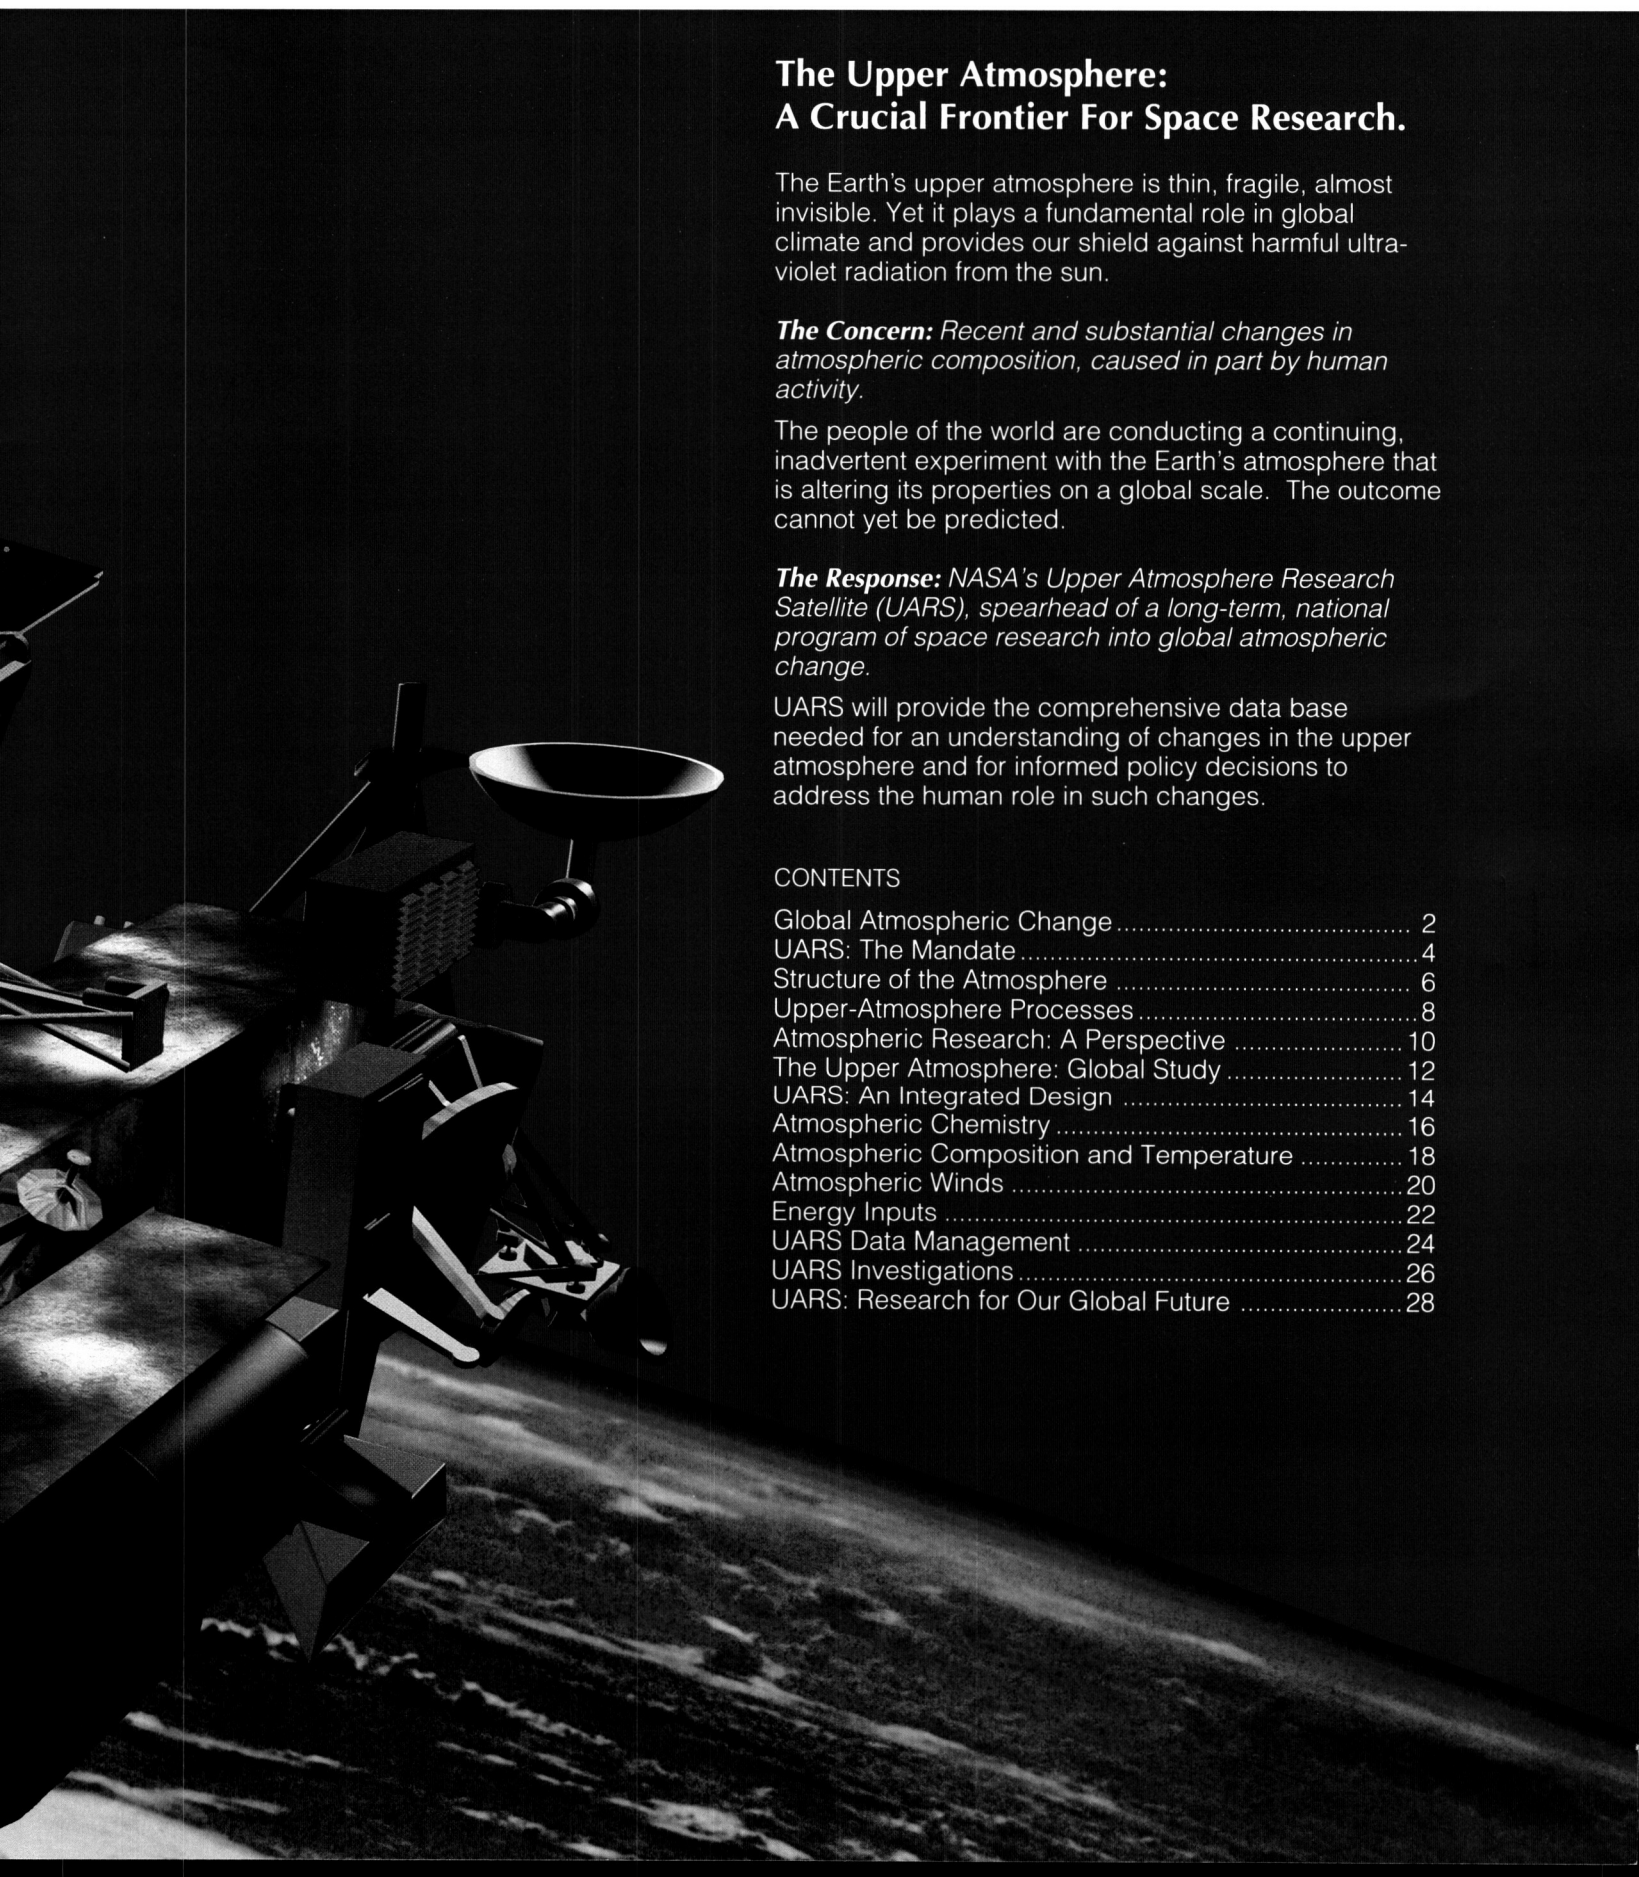 The Upper Atmosphere:
A Crucial Frontier For Space Research.
The Earth's upper atmosphere is thin, fragile, almost
invisible. Yet it plays a fundamental role in global
climate and provides our shield against harmful ultra-
violet radiation from the sun.
The Concern: Recent and substantial changes in
atmospheric composition, caused in part by human
activity.
The people of the world are conducting a continuing,
inadvertent experiment with the Earth's atmosphere that
is altering its properties on a global scale. The outcome
cannot yet be predicted.
The Response: NASA's Upper Atmosphere Research
Satellite (UARS), spearhead of a long-term, national
program of space research into global atmospheric
change.
UARS will provide the comprehensive data base
needed for an understanding of changes in the upper
atmosphere and for informed policy decisions to
address the human role in such changes.
CONTENTS
Global Atmospheric Change ........................................ 2
UARS: The Mandate ...................................................... 4
Structure of the Atmosphere ........................................ 6
Upper-Atmosphere Processes ...................................... 8
Atmospheric Research: A Perspective ....................... 10
The Upper Atmosphere: Global Study ........................ 12
UARS: An Integrated Design ...................................... 14
Atmospheric Chemistry ............................................... 16
Atmospheric Composition and Temperature .............. 18
Atmospheric Winds ..................................................... 20
Energy Inputs .............................................................. 22
UARS Data Management ............................................ 24
UARS Investigations .................................................... 26
UARS: Research for Our Global Future ...................... 28